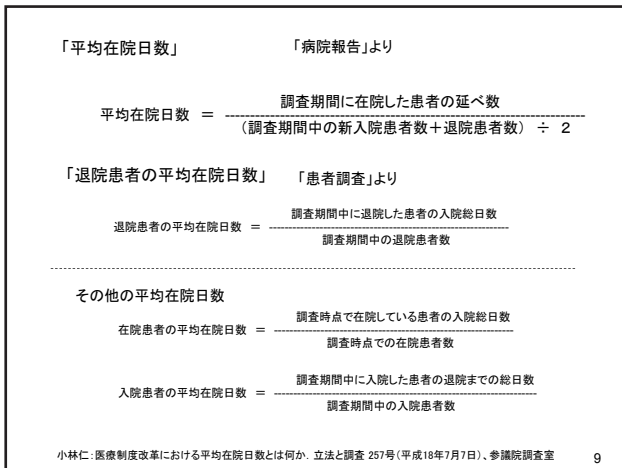 「平均在院日数」 「病院報告」より
調査期間に在院した患者の延べ数
平均在院日数 ＝ ----------------------------------------
(調査期間中の新入院患者数＋退院患者数) ÷ 2
「退院患者の平均在院日数」 「患者調査」より
調査期間中に退院した患者の入院総日数
退院患者の平均在院日数 ＝ ----------------------------------------
調査期間中の退院患者数
その他の平均在院日数
調査時点で在院している患者の入院総日数
在院患者の平均在院日数 ＝ ----------------------------------------
調査時点での在院患者数
調査期間中に入院した患者の退院までの総日数
入院患者の平均在院日数 ＝ ----------------------------------------
調査期間中の入院患者数
小林仁：医療制度改革における平均在院日数とは何か. 立法と調査 257号(平成18年7月7日)、参議院調査室 9